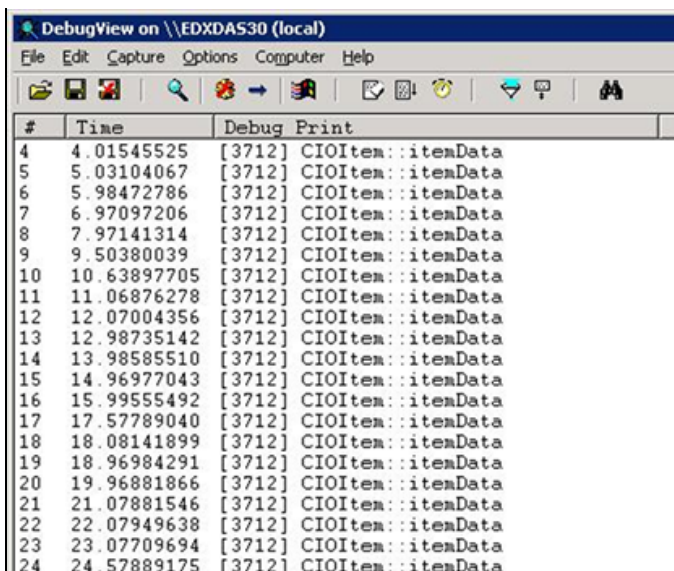 DebugView on \\EDXDAS30 (local)
File Edit Capture Options Computer Help
# Time Debug Print
4 4.01545525 [3712] CIOItem::itemData
5 5.03104067 [3712] CIOItem::itemData
6 5.98472786 [3712] CIOItem::itemData
7 6.97097206 [3712] CIOItem::itemData
8 7.97141314 [3712] CIOItem::itemData
9 9.50380039 [3712] CIOItem::itemData
10 10.63897705 [3712] CIOItem::itemData
11 11.06876278 [3712] CIOItem::itemData
12 12.07004356 [3712] CIOItem::itemData
13 12.98735142 [3712] CIOItem::itemData
14 13.98585510 [3712] CIOItem::itemData
15 14.96977043 [3712] CIOItem::itemData
16 15.99555492 [3712] CIOItem::itemData
17 17.57789040 [3712] CIOItem::itemData
18 18.08141899 [3712] CIOItem::itemData
19 18.96984291 [3712] CIOItem::itemData
20 19.96881866 [3712] CIOItem::itemData
21 21.07881546 [3712] CIOItem::itemData
22 22.07949638 [3712] CIOItem::itemData
23 23.07709694 [3712] CIOItem::itemData
24 24.57889175 [3712] CIOItem::itemData